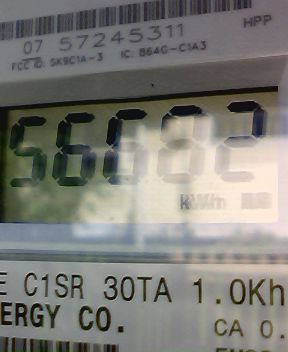 HPP
07 57245311
FCC ID: SK9C1A-3 IC: 864G-C1A3
56682
kWh
E C1SR 30TA 1.0Kh
ERGY CO.
CA 0.